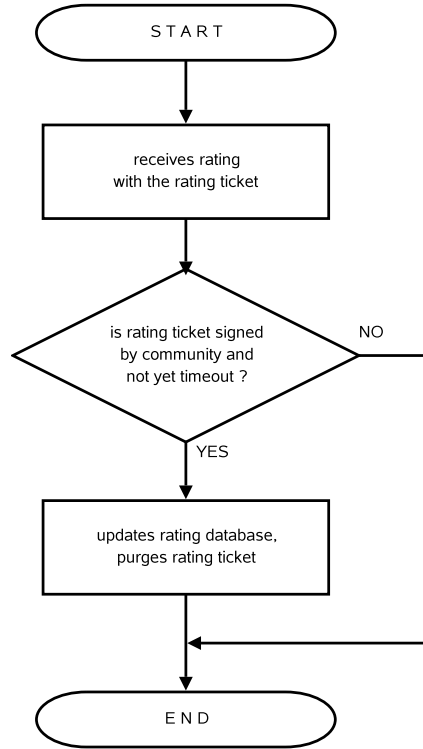 START
receives rating
with the rating ticket
is rating ticket signed
by community and
not yet timeout ?
NO
YES
updates rating database,
purges rating ticket
END